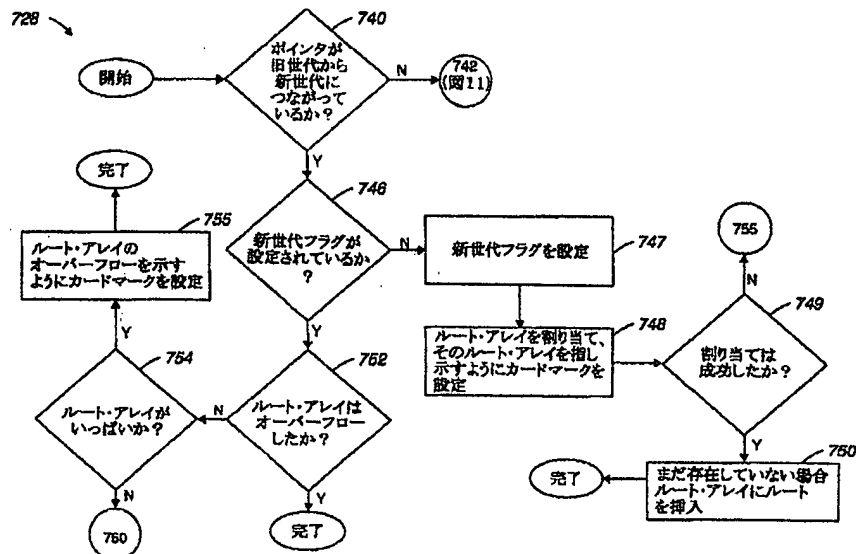 728
740
ポインタが
旧世代から
新世代に
つながって
いるか？
開始
N
742
(図11)
Y
完了
746
新世代フラグが
設定されているか
？
N
新世代フラグを設定
747
755
ルート・アレイの
オーバーフローを示す
ようにカードマークを設定
755
N
749
ルート・アレイを割り当て、
そのルート・アレイを指し
示すようにカードマークを
設定
748
割り当ては
成功したか？
Y
Y
Y
754
ルート・アレイが
いっぱいか？
N
752
ルート・アレイは
オーバーフロー
したか？
750
まだ存在していない場合
ルート・アレイにルート
を挿入
完了
N
750
Y
完了